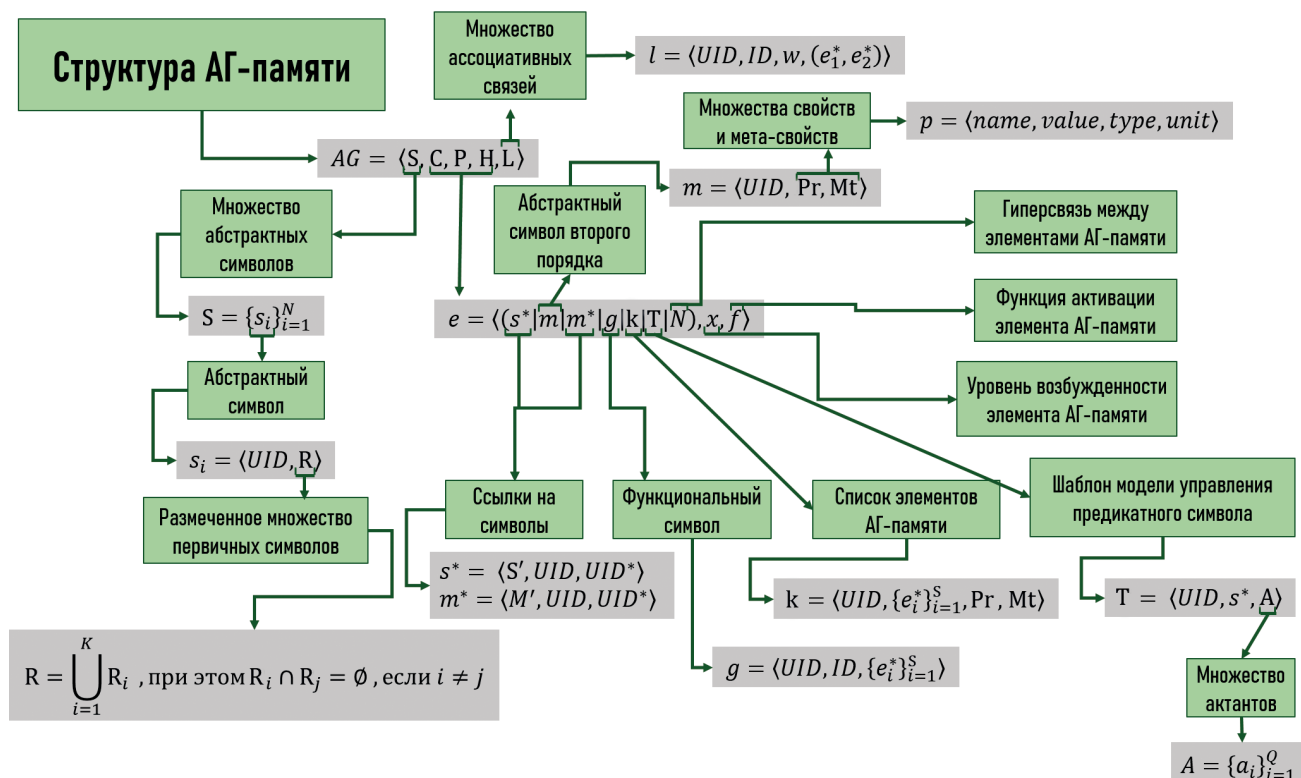 Структура АГ-памяти
Множество
ассоциативных
связей
l = ⟨UID, ID, w, (e₁*, e₂*)⟩
Множества свойств
и мета-свойств
p = ⟨name, value, type, unit⟩
AG = ⟨S, C, P, H, L⟩
m = ⟨UID, Pr, Mt⟩
Множество
абстрактных
символов
Абстрактный
символ второго
порядка
Гиперсвязь между
элементами АГ-памяти
S = {sᵢ}ᵢ₌₁ᴺ
e = ⟨(s*|m|m*|g|k|T|N), x, f⟩
Функция активации
элемента АГ-памяти
Абстрактный
символ
Уровень возбужденности
элемента АГ-памяти
sᵢ = ⟨UID, R⟩
Размеченное множество
первичных символов
Ссылки на
символы
Функциональный
символ
Список элементов
АГ-памяти
Шаблон модели управления
предикатного символа
s* = ⟨S′, UID, UID*⟩
m* = ⟨M′, UID, UID*⟩
k = ⟨UID, {eᵢ*}ᵢ₌₁ˢ, Pr, Mt⟩
T = ⟨UID, s*, A⟩
R = ⋃ᵢ₌₁ᴷ Rᵢ , при этом Rᵢ ∩ Rⱼ = ∅ , если i ≠ j
g = ⟨UID, ID, {eᵢ*}ᵢ₌₁ˢ⟩
Множество
актантов
A = {aᵢ}ᵢ₌₁Q